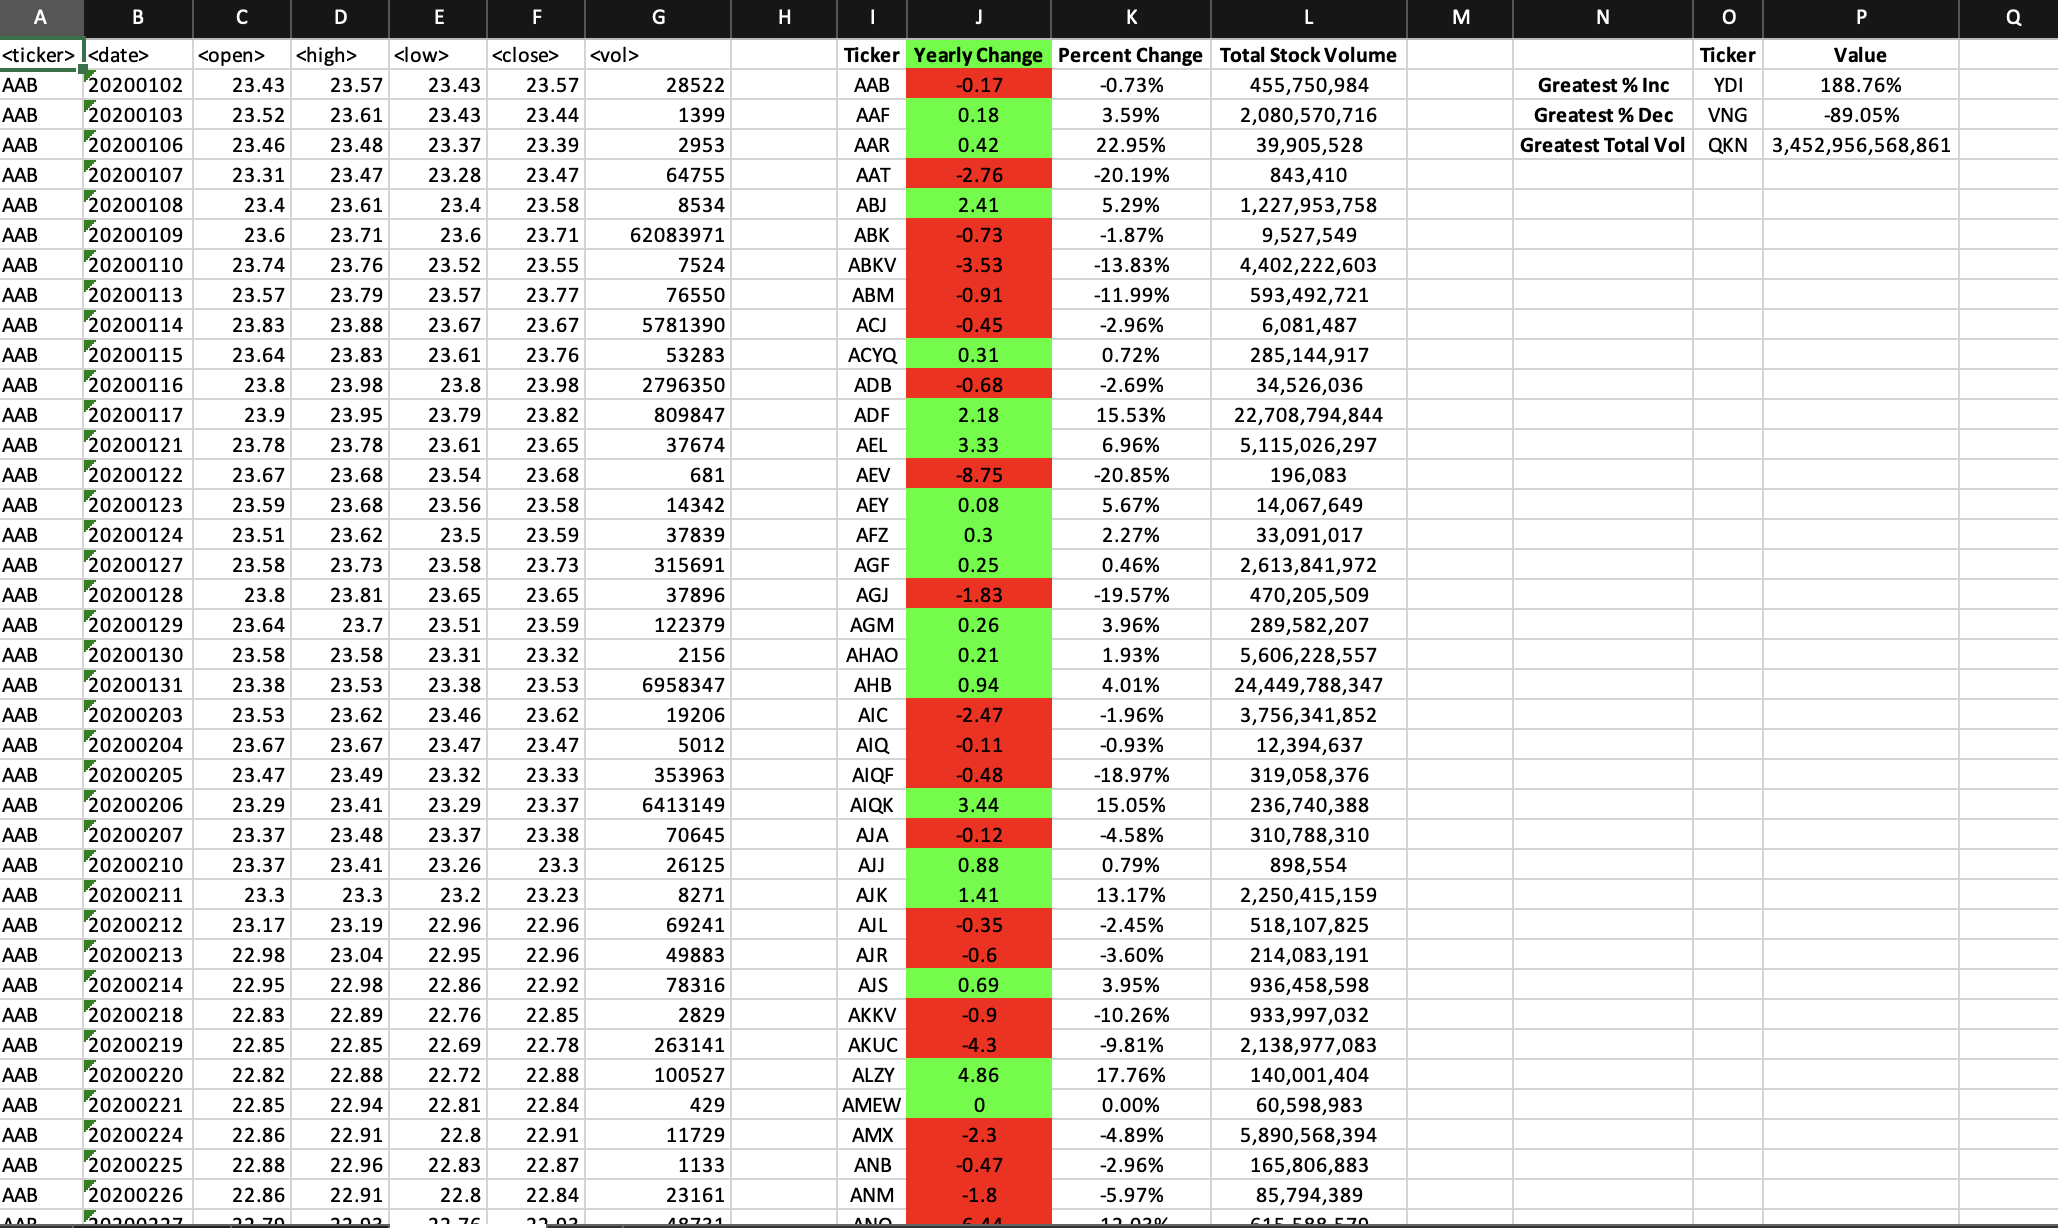 A B C D E F G H I J K L M N O P Q
<ticker> <date> <open> <high> <low> <close> <vol> Ticker Yearly Change Percent Change Total Stock Volume Ticker Value
AAB 20200102 23.43 23.57 23.43 23.57 28522 AAB -0.17 -0.73% 455,750,984 Greatest % Inc YDI 188.76%
AAB 20200103 23.52 23.61 23.43 23.44 1399 AAF 0.18 3.59% 2,080,570,716 Greatest % Dec VNG -89.05%
AAB 20200106 23.46 23.48 23.37 23.39 2953 AAR 0.42 22.95% 39,905,528 Greatest Total Vol QKN 3,452,956,568,861
AAB 20200107 23.31 23.47 23.28 23.47 64755 AAT -2.76 -20.19% 843,410
AAB 20200108 23.4 23.61 23.4 23.58 8534 ABJ 2.41 5.29% 1,227,953,758
AAB 20200109 23.6 23.71 23.6 23.71 62083971 ABK -0.73 -1.87% 9,527,549
AAB 20200110 23.74 23.76 23.52 23.55 7524 ABKV -3.53 -13.83% 4,402,222,603
AAB 20200113 23.57 23.79 23.57 23.77 76550 ABM -0.91 -11.99% 593,492,721
AAB 20200114 23.83 23.88 23.67 23.67 5781390 ACJ -0.45 -2.96% 6,081,487
AAB 20200115 23.64 23.83 23.61 23.76 53283 ACYQ 0.31 0.72% 285,144,917
AAB 20200116 23.8 23.98 23.8 23.98 2796350 ADB -0.68 -2.69% 34,526,036
AAB 20200117 23.9 23.95 23.79 23.82 809847 ADF 2.18 15.53% 22,708,794,844
AAB 20200121 23.78 23.78 23.61 23.65 37674 AEL 3.33 6.96% 5,115,026,297
AAB 20200122 23.67 23.68 23.54 23.68 681 AEV -8.75 -20.85% 196,083
AAB 20200123 23.59 23.68 23.56 23.58 14342 AEY 0.08 5.67% 14,067,649
AAB 20200124 23.51 23.62 23.5 23.59 37839 AFZ 0.3 2.27% 33,091,017
AAB 20200127 23.58 23.73 23.58 23.73 315691 AGF 0.25 0.46% 2,613,841,972
AAB 20200128 23.8 23.81 23.65 23.65 37896 AGJ -1.83 -19.57% 470,205,509
AAB 20200129 23.64 23.7 23.51 23.59 122379 AGM 0.26 3.96% 289,582,207
AAB 20200130 23.58 23.58 23.31 23.32 2156 AHAO 0.21 1.93% 5,606,228,557
AAB 20200131 23.38 23.53 23.38 23.53 6958347 AHB 0.94 4.01% 24,449,788,347
AAB 20200203 23.53 23.62 23.46 23.62 19206 AIC -2.47 -1.96% 3,756,341,852
AAB 20200204 23.67 23.67 23.47 23.47 5012 AIQ -0.11 -0.93% 12,394,637
AAB 20200205 23.47 23.49 23.32 23.33 353963 AIQF -0.48 -18.97% 319,058,376
AAB 20200206 23.29 23.41 23.29 23.37 6413149 AIQK 3.44 15.05% 236,740,388
AAB 20200207 23.37 23.48 23.37 23.38 70645 AJA -0.12 -4.58% 310,788,310
AAB 20200210 23.37 23.41 23.26 23.3 26125 AJJ 0.88 0.79% 898,554
AAB 20200211 23.3 23.3 23.2 23.23 8271 AJK 1.41 13.17% 2,250,415,159
AAB 20200212 23.17 23.19 22.96 22.96 69241 AJL -0.35 -2.45% 518,107,825
AAB 20200213 22.98 23.04 22.95 22.96 49883 AJR -0.6 -3.60% 214,083,191
AAB 20200214 22.95 22.98 22.86 22.92 78316 AJS 0.69 3.95% 936,458,598
AAB 20200218 22.83 22.89 22.76 22.85 2829 AKKV -0.9 -10.26% 933,997,032
AAB 20200219 22.85 22.85 22.69 22.78 263141 AKUC -4.3 -9.81% 2,138,977,083
AAB 20200220 22.82 22.88 22.72 22.88 100527 ALZY 4.86 17.76% 140,001,404
AAB 20200221 22.85 22.94 22.81 22.84 429 AMEW 0 0.00% 60,598,983
AAB 20200224 22.86 22.91 22.8 22.91 11729 AMX -2.3 -4.89% 5,890,568,394
AAB 20200225 22.88 22.96 22.83 22.87 1133 ANB -0.47 -2.96% 165,806,883
AAB 20200226 22.86 22.91 22.8 22.84 23161 ANM -1.8 -5.97% 85,794,389